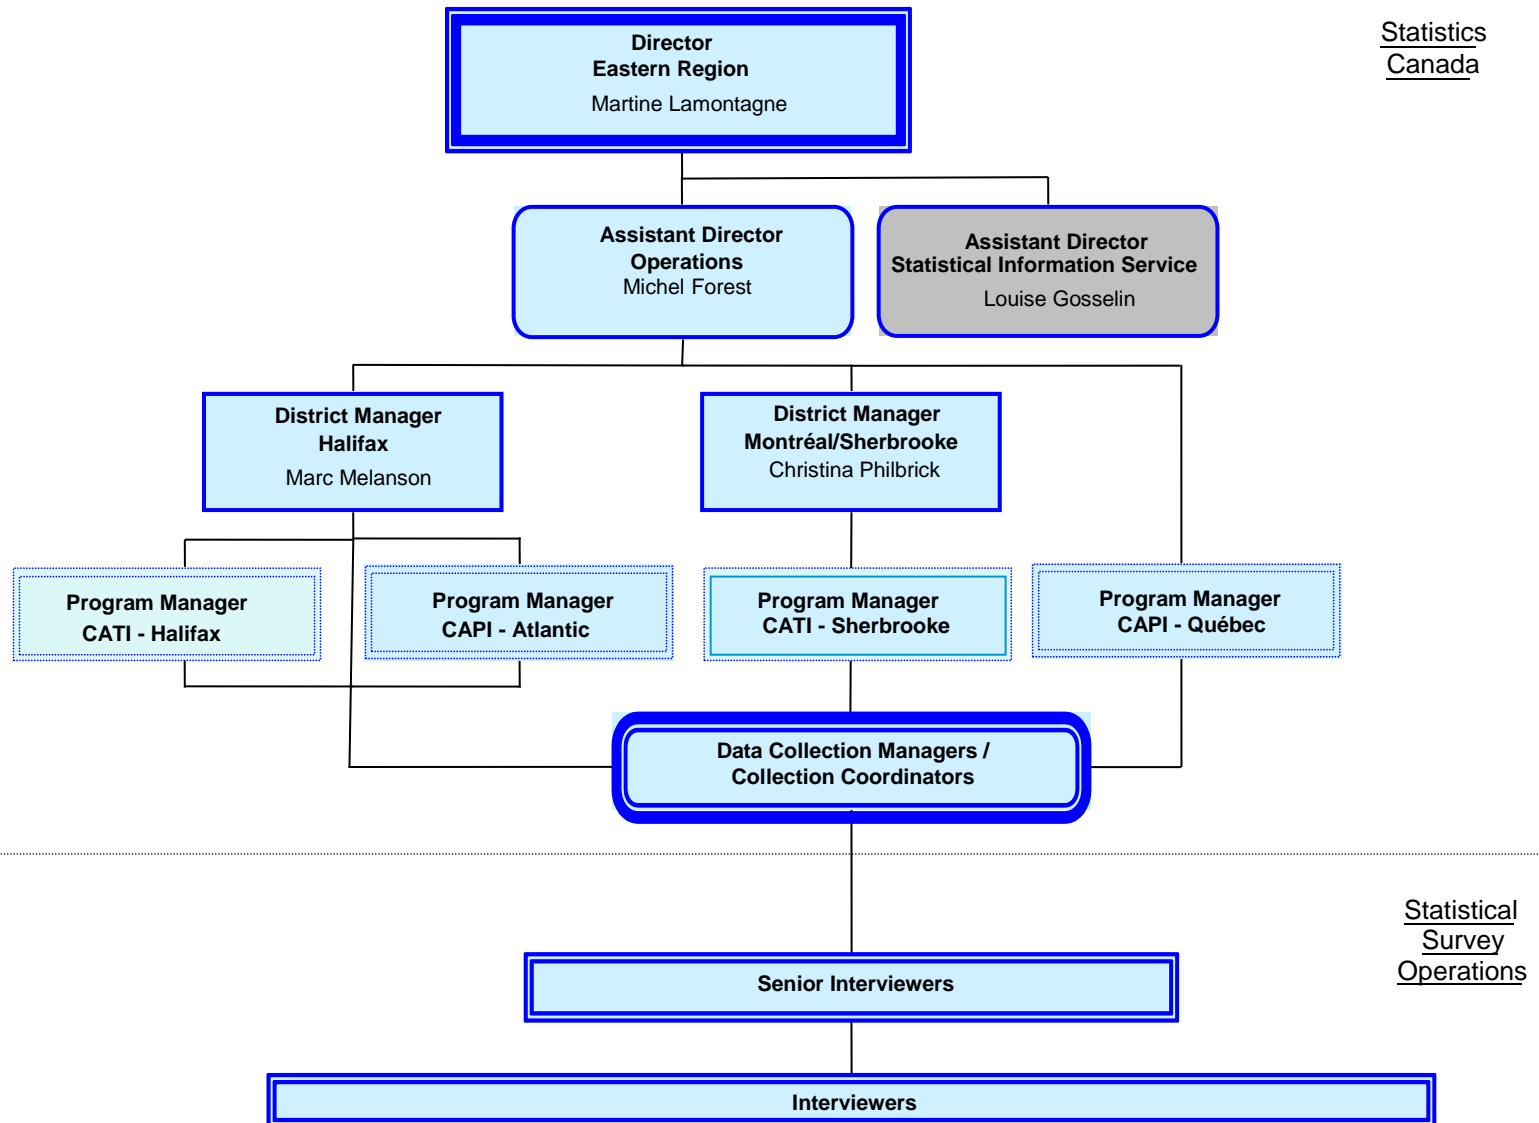 Director
Eastern Region
Martine Lamontagne
Statistics
Canada
Assistant Director
Operations
Michel Forest
Assistant Director
Statistical Information Service
Louise Gosselin
District Manager
Halifax
Marc Melanson
District Manager
Montréal/Sherbrooke
Christina Philbrick
Program Manager
CATI - Halifax
Program Manager
CAPI - Atlantic
Program Manager
CATI - Sherbrooke
Program Manager
CAPI - Québec
Data Collection Managers /
Collection Coordinators
Statistical
Survey
Operations
Senior Interviewers
Interviewers